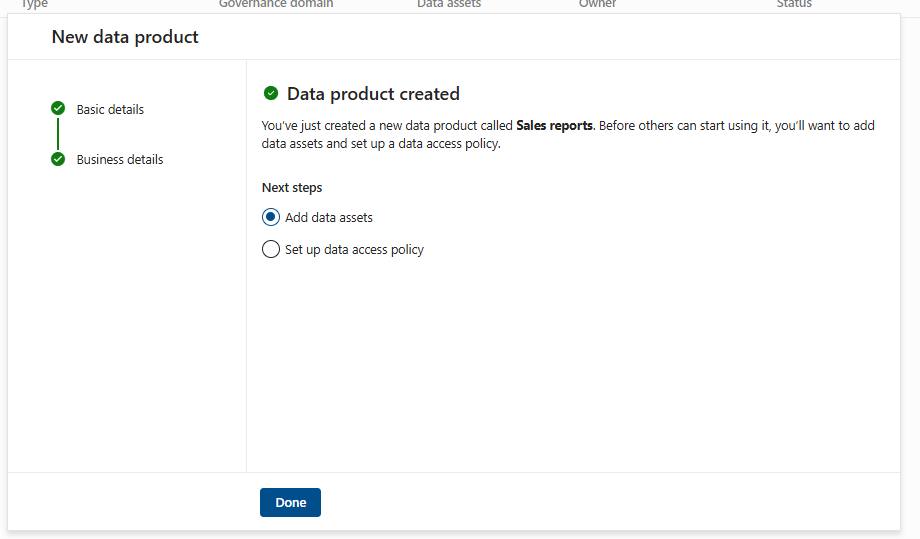 Type Governance domain Data assets Owner Status
New data product
Basic details
Business details
Data product created
You've just created a new data product called Sales reports. Before others can start using it, you'll want to add
data assets and set up a data access policy.
Next steps
Add data assets
Set up data access policy
Done